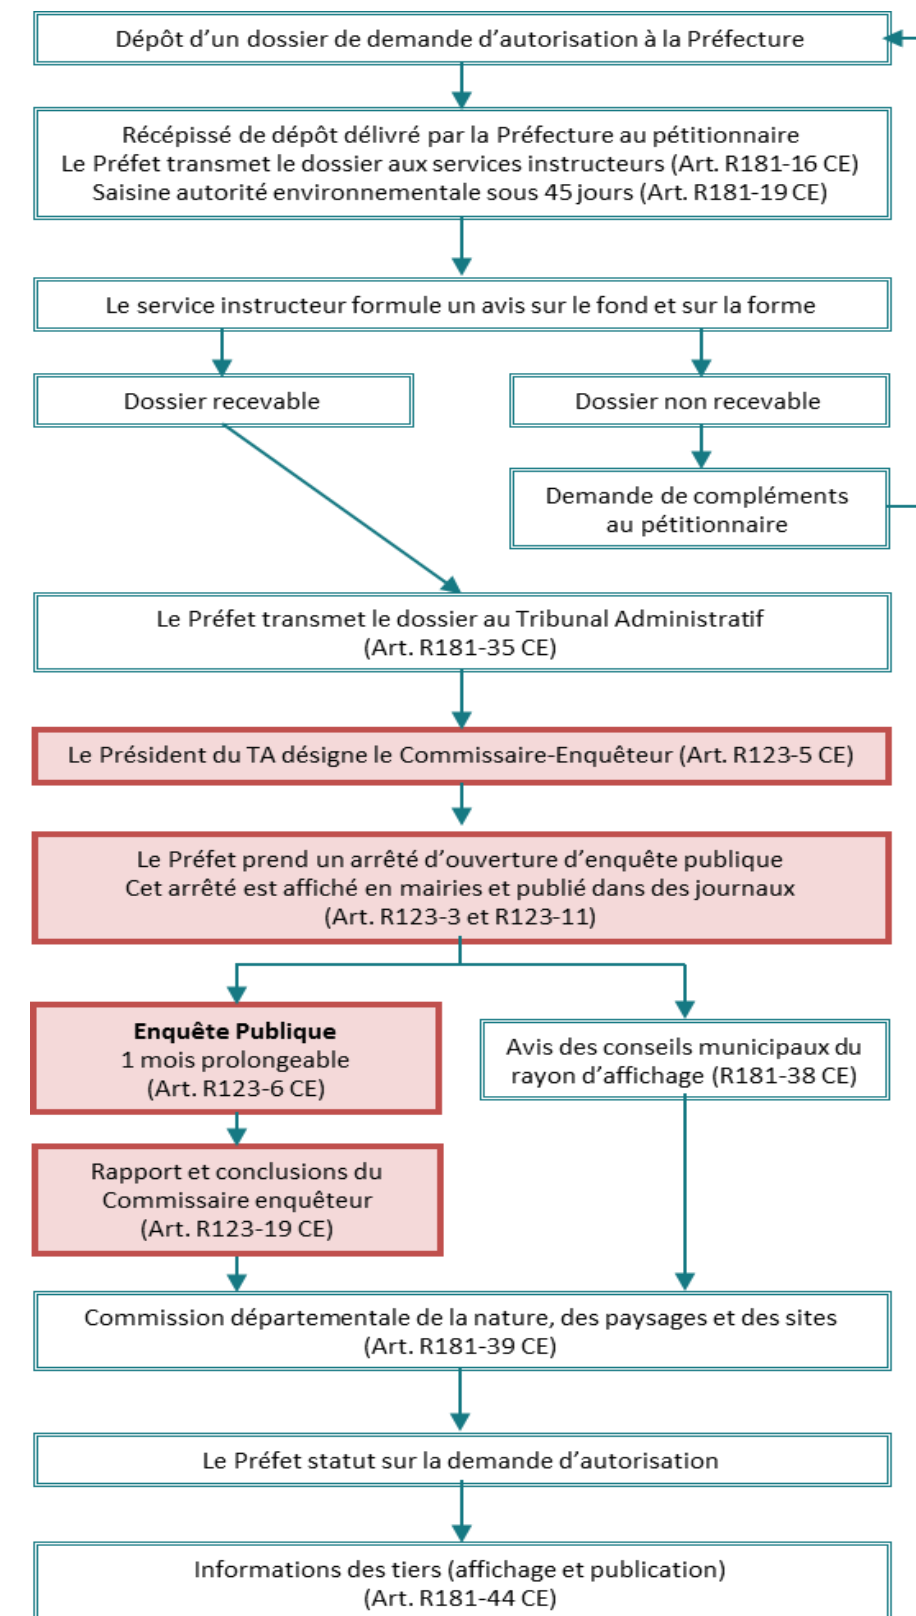 Dépôt d’un dossier de demande d’autorisation à la Préfecture
Récépissé de dépôt délivré par la Préfecture au pétitionnaire
Le Préfet transmet le dossier aux services instructeurs (Art. R181-16 CE)
Saisine autorité environnementale sous 45 jours (Art. R181-19 CE)
Le service instructeur formule un avis sur le fond et sur la forme
Dossier recevable
Dossier non recevable
Demande de compléments
au pétitionnaire
Le Préfet transmet le dossier au Tribunal Administratif
(Art. R181-35 CE)
Le Président du TA désigne le Commissaire-Enquêteur (Art. R123-5 CE)
Le Préfet prend un arrêté d’ouverture d’enquête publique
Cet arrêté est affiché en mairies et publié dans des journaux
(Art. R123-3 et R123-11)
Enquête Publique
1 mois prolongeable
(Art. R123-6 CE)
Avis des conseils municipaux du
rayon d’affichage (R181-38 CE)
Rapport et conclusions du
Commissaire enquêteur
(Art. R123-19 CE)
Commission départementale de la nature, des paysages et des sites
(Art. R181-39 CE)
Le Préfet statut sur la demande d’autorisation
Informations des tiers (affichage et publication)
(Art. R181-44 CE)